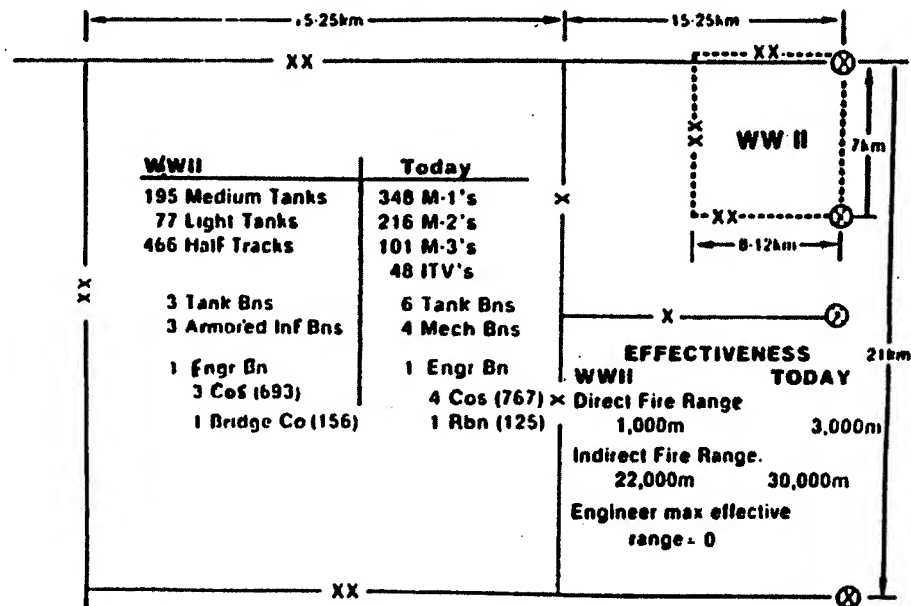 15-25km 15-25km
XX XX
WWII Today
195 Medium Tanks 348 M-1's
77 Light Tanks 216 M-2's
466 Half Tracks 101 M-3's
48 ITV's
3 Tank Bns 6 Tank Bns
3 Armored Inf Bns 4 Mech Bns
1 Engr Bn 1 Engr Bn
3 Cos (693) 4 Cos (767)
1 Bridge Co (156) 1 Rbn (125)
XX
X
X
XX
WW II
7km
XX
XX
8-12km
X
21km
EFFECTIVENESS
WWII TODAY
Direct Fire Range
1,000m 3,000m
Indirect Fire Range.
22,000m 30,000m
Engineer max effective
range - 0
XX